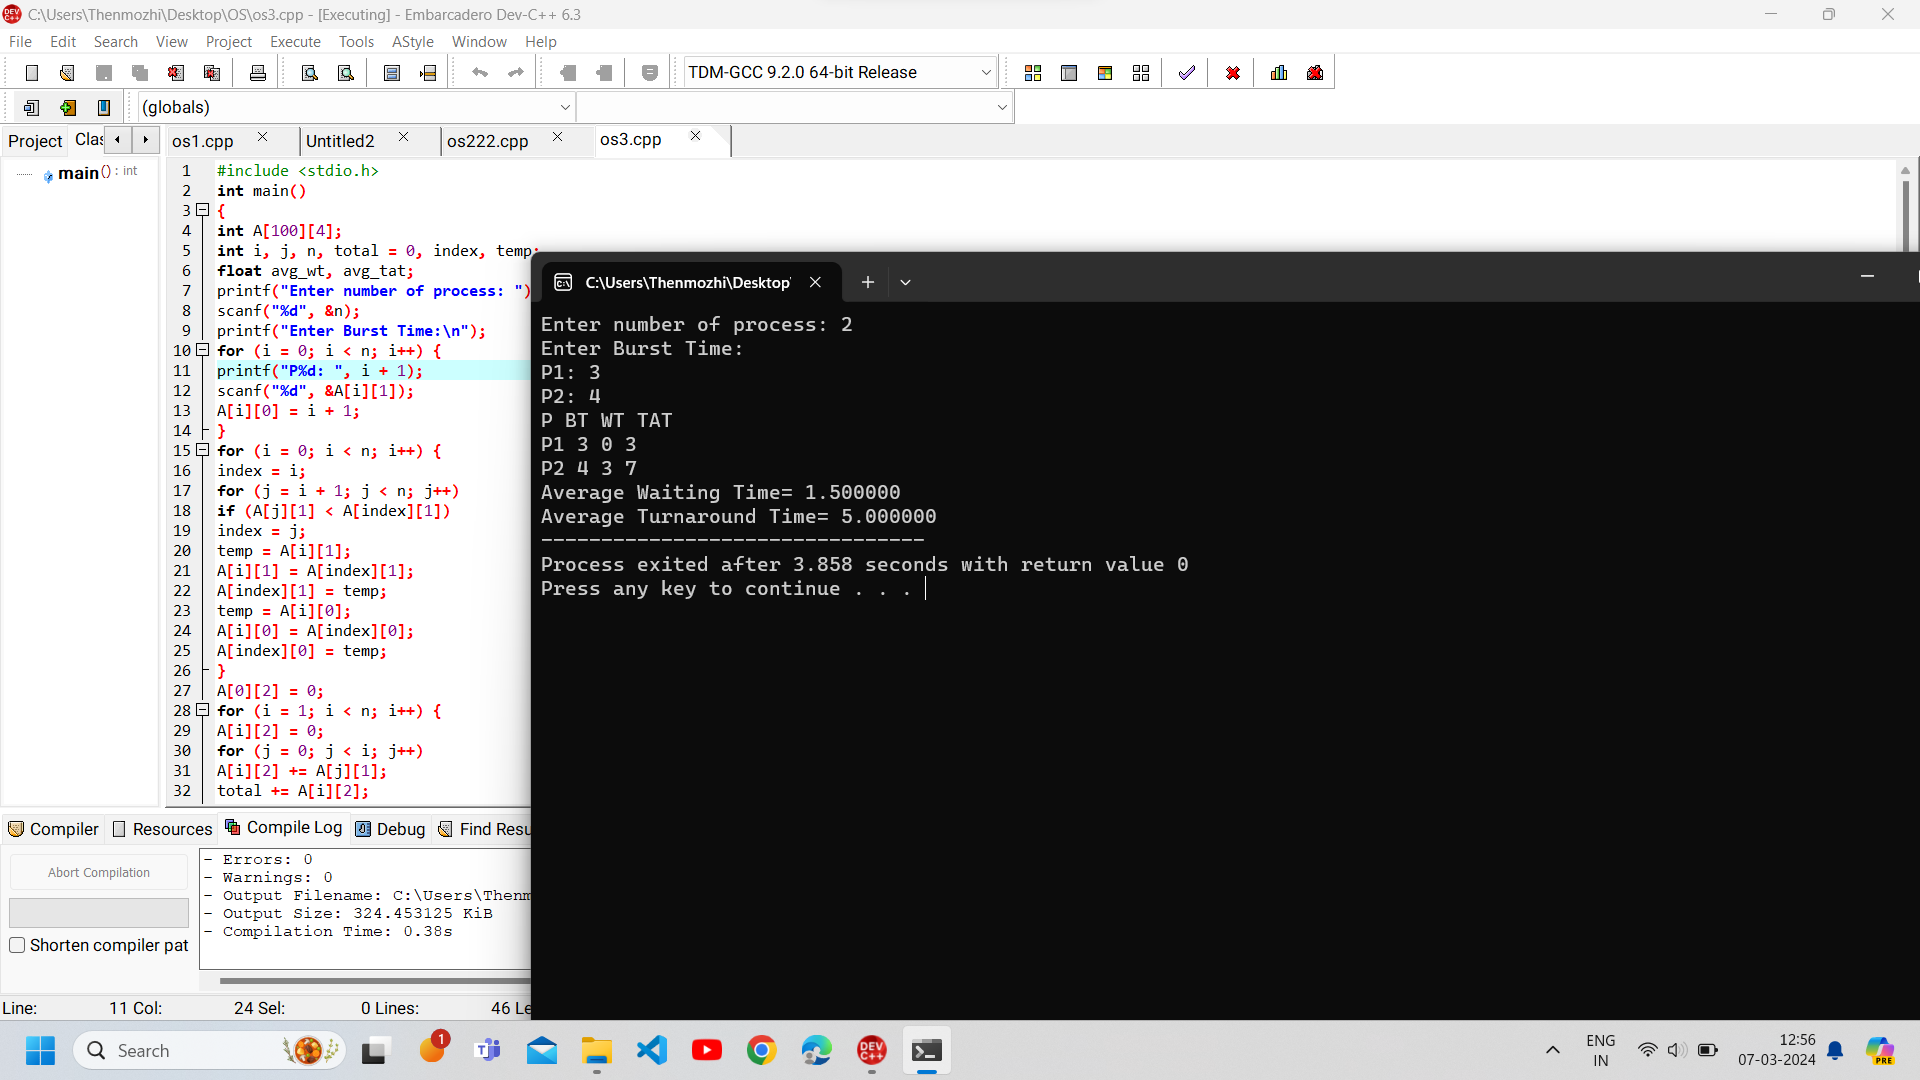 C:\Users\Thenmozhi\Desktop\OS\os3.cpp - [Executing] - Embarcadero Dev-C++ 6.3
File Edit Search View Project Execute Tools AStyle Window Help
TDM-GCC 9.2.0 64-bit Release
(globals)
Project Clas os1.cpp Untitled2 os222.cpp os3.cpp
main() : int
1 #include <stdio.h>
2 int main()
3 {
4 int A[100][4];
5 int i, j, n, total = 0, index, temp;
6 float avg_wt, avg_tat;
7 printf("Enter number of process: ")
8 scanf("%d", &n);
9 printf("Enter Burst Time:\n");
10 for (i = 0; i < n; i++) {
11 printf("P%d: ", i + 1);
12 scanf("%d", &A[i][1]);
13 A[i][0] = i + 1;
14 }
15 for (i = 0; i < n; i++) {
16 index = i;
17 for (j = i + 1; j < n; j++)
18 if (A[j][1] < A[index][1])
19 index = j;
20 temp = A[i][1];
21 A[i][1] = A[index][1];
22 A[index][1] = temp;
23 temp = A[i][0];
24 A[i][0] = A[index][0];
25 A[index][0] = temp;
26 }
27 A[0][2] = 0;
28 for (i = 1; i < n; i++) {
29 A[i][2] = 0;
30 for (j = 0; j < i; j++)
31 A[i][2] += A[j][1];
32 total += A[i][2];
C:\Users\Thenmozhi\Desktop\
Enter number of process: 2
Enter Burst Time:
P1: 3
P2: 4
P BT WT TAT
P1 3 0 3
P2 4 3 7
Average Waiting Time= 1.500000
Average Turnaround Time= 5.000000
--------------------------------
Process exited after 3.858 seconds with return value 0
Press any key to continue . . .
Compiler Resources Compile Log Debug Find Resu
Abort Compilation
Shorten compiler pat
- Errors: 0
- Warnings: 0
- Output Filename: C:\Users\Thenm
- Output Size: 324.453125 KiB
- Compilation Time: 0.38s
Line: 11 Col: 24 Sel: 0 Lines: 46 Le
Search
1
DEV C++
ENG
IN
12:56
07-03-2024
PRE